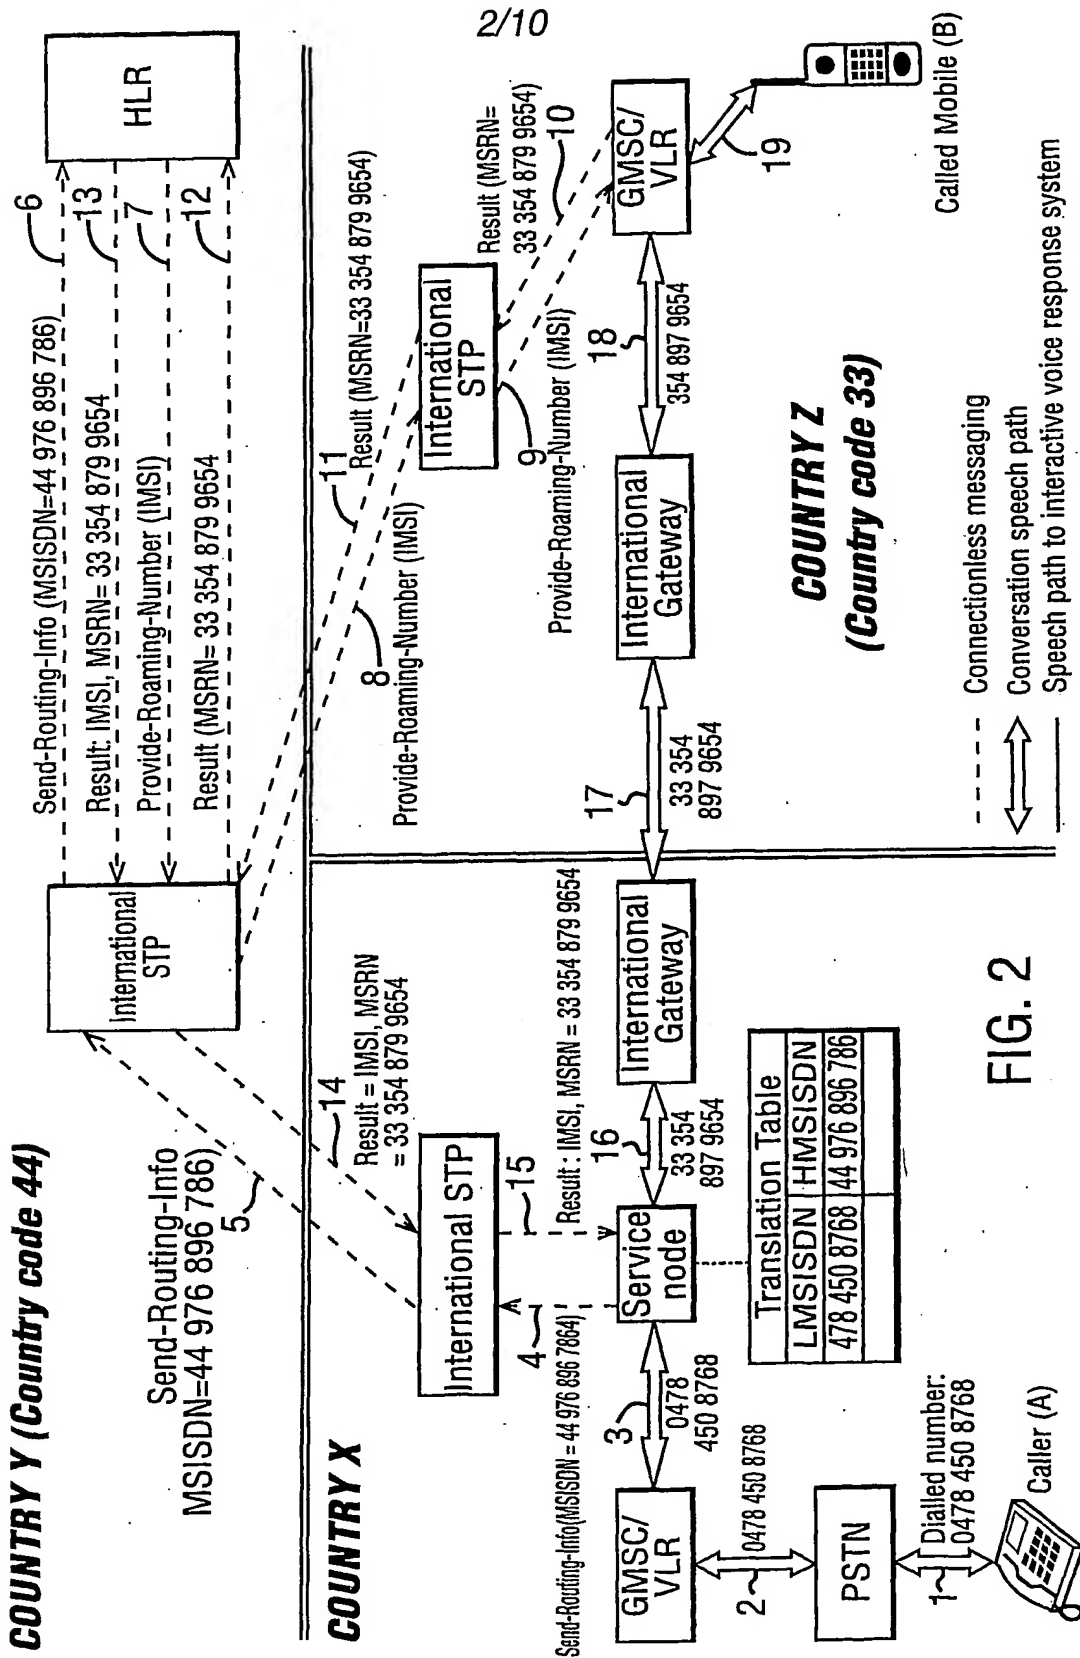 2/10
COUNTRY Y (Country code 44)
Send-Routing-Info
MSISDN=44 976 896 786)
5
International
STP
Send-Routing-Info (MSISDN=44 976 896 786)
6
Result: IMSI, MSRN= 33 354 879 9654
13
Provide-Roaming-Number (IMSI)
7
Result (MSRN= 33 354 879 9654
12
HLR
COUNTRY X
14
Result = IMSI, MSRN
= 33 354 879 9654
International STP
4
15
Send-Routing-Info(MSISDN = 44 976 896 7864)
Result : IMSI, MSRN = 33 354 879 9654
GMSC/
VLR
3
0478
450 8768
Service
node
16
33 354
897 9654
International
Gateway
2
0478 450 8768
PSTN
1
Dialled number:
0478 450 8768
Caller (A)
Translation Table
LMSISDN HMSISDN
478 450 8768 44 976 896 786
FIG. 2
11
Result (MSRN=33 354 879 9654)
8
Provide-Roaming-Number (IMSI)
International
STP
9
Provide-Roaming-Number (IMSI)
Result (MSRN=
33 354 879 9654)
10
17
33 354
897 9654
International
Gateway
18
354 897 9654
GMSC/
VLR
19
Called Mobile (B)
COUNTRY Z
(Country code 33)
Connectionless messaging
Conversation speech path
Speech path to interactive voice response system